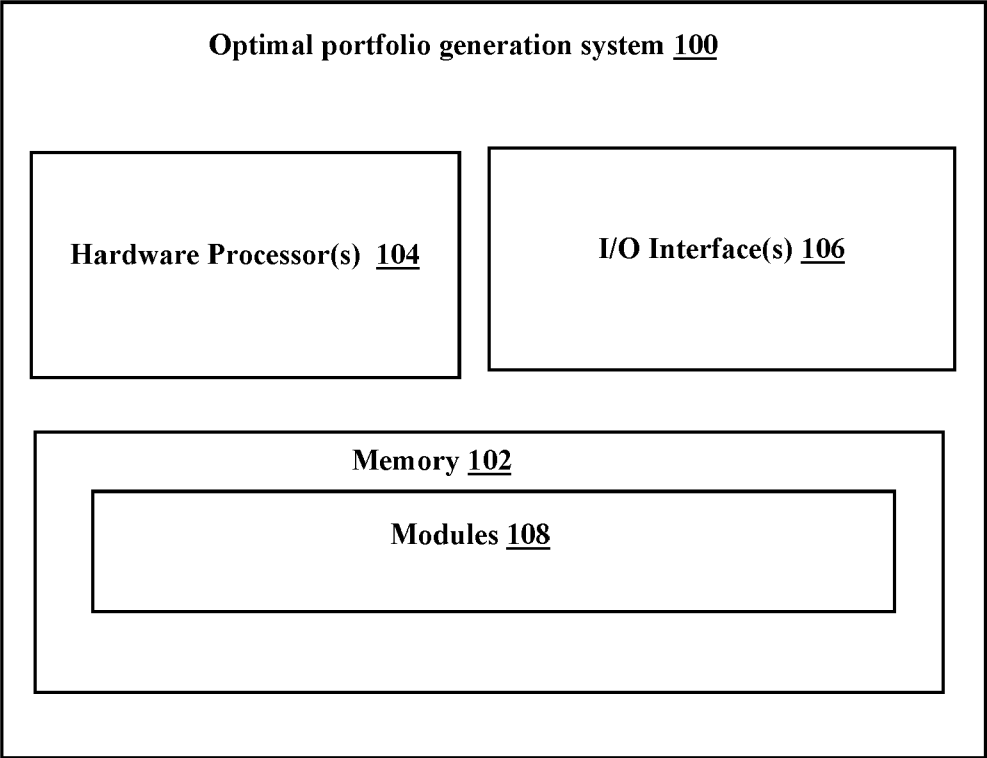 Optimal portfolio generation system 100
Hardware Processor(s) 104
I/O Interface(s) 106
Memory 102
Modules 108